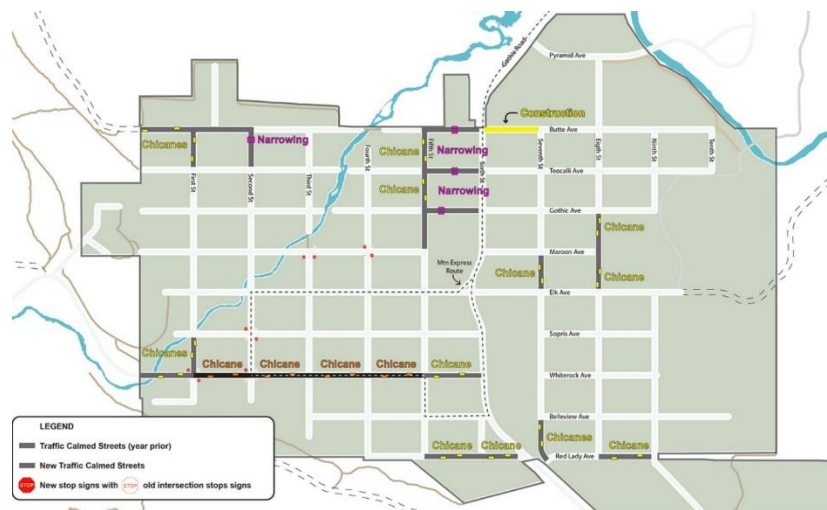 Gothic Road
Pyramid Ave
Construction
Butte Ave
Chicanes
Narrowing
Chicane
Narrowing
Teocalli Ave
Chicane
Narrowing
Gothic Ave
First St
Second St
Third St
Fourth St
Fifth St
Sixth St
Seventh St
Eigth St
Ninth St
Tenth St
Chicane
Maroon Ave
Mtn Express
Route
Chicane
Chicane
Elk Ave
Sopris Ave
Chicanes
Chicane
Chicane
Chicane
Chicane
Chicane
Whiterock Ave
Belleview Ave
Chicane
Chicane
Chicanes
Chicane
Red Lady Ave
LEGEND
Traffic Calmed Streets (year prior)
New Traffic Calmed Streets
STOP New stop signs with STOP old intersection stops signs